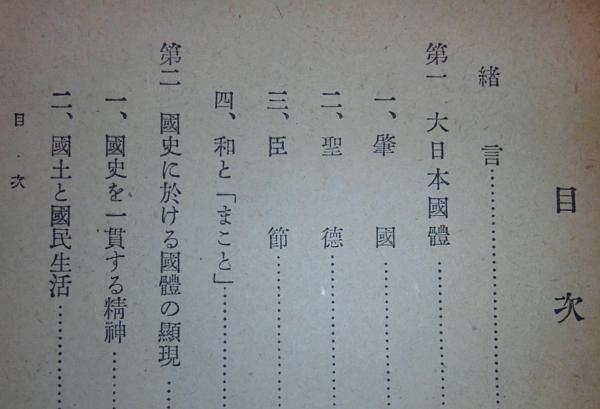 目次
緒言
第一 大日本國體
一、肇國
二、聖德
三、臣節
四、和と「まこと」
第二 國史に於ける國體の顯現
一、國史を一貫する精神
二、國土と國民生活
目次